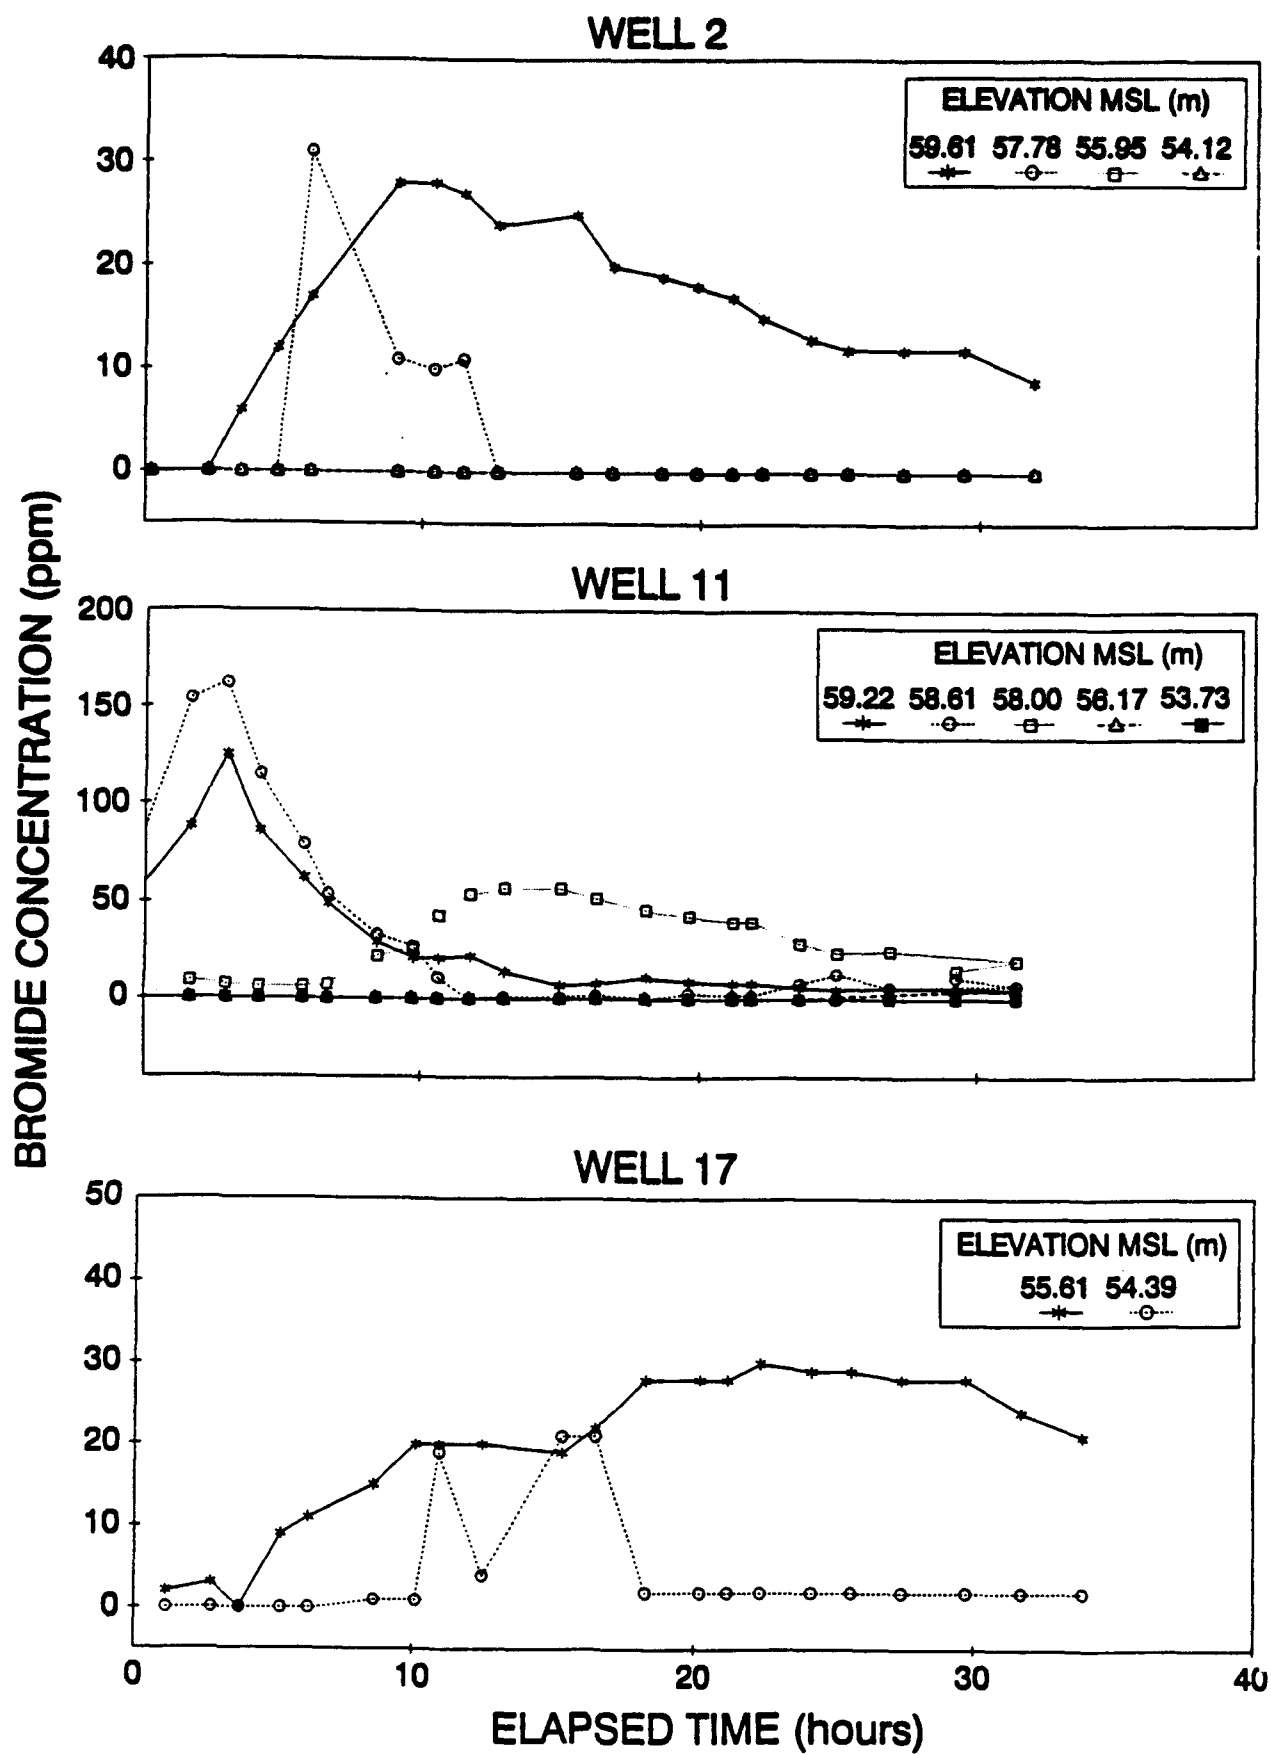 WELL 2
40
30
20
10
0
ELEVATION MSL (m)
59.61 57.78 55.95 54.12
BROMIDE CONCENTRATION (ppm)
WELL 11
200
150
100
50
0
ELEVATION MSL (m)
59.22 58.61 58.00 56.17 53.73
WELL 17
50
40
30
20
10
0
ELEVATION MSL (m)
55.61 54.39
0 10 20 30 40
ELAPSED TIME (hours)